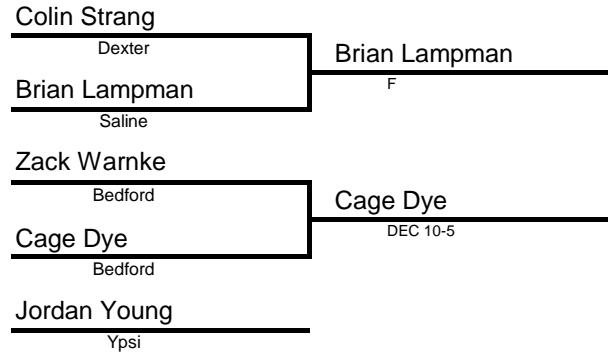 Colin Strang
Dexter
Brian Lampman
F
Brian Lampman
Saline
Zack Warnke
Bedford
Cage Dye
DEC 10-5
Cage Dye
Bedford
Jordan Young
Ypsi